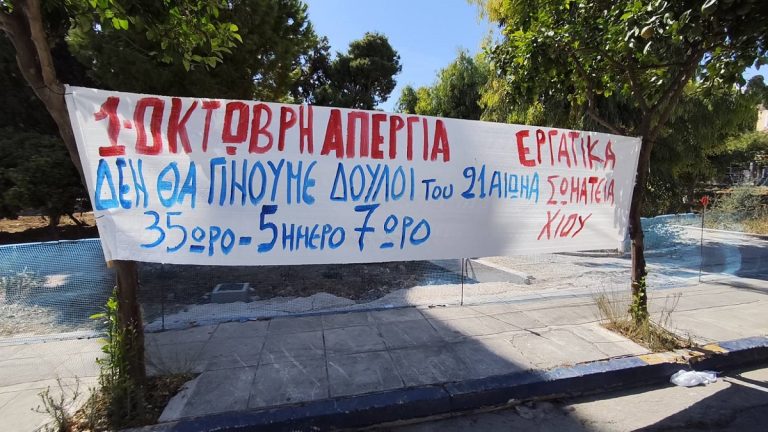 1-ΟΚΤΩΒΡΗ ΑΠΕΡΓΙΑ
ΔΕΝ ΘΑ ΓΙΝΟΥΜΕ ΔΟΥΛΟΙ ΤΟΥ 21 ΑΙΩΝΑ
35ΩΡΟ-5ΗΜΕΡΟ 7ΩΡΟ
ΕΡΓΑΤΙΚΑ
ΣΩΜΑΤΕΙΑ
ΧΙΟΥ